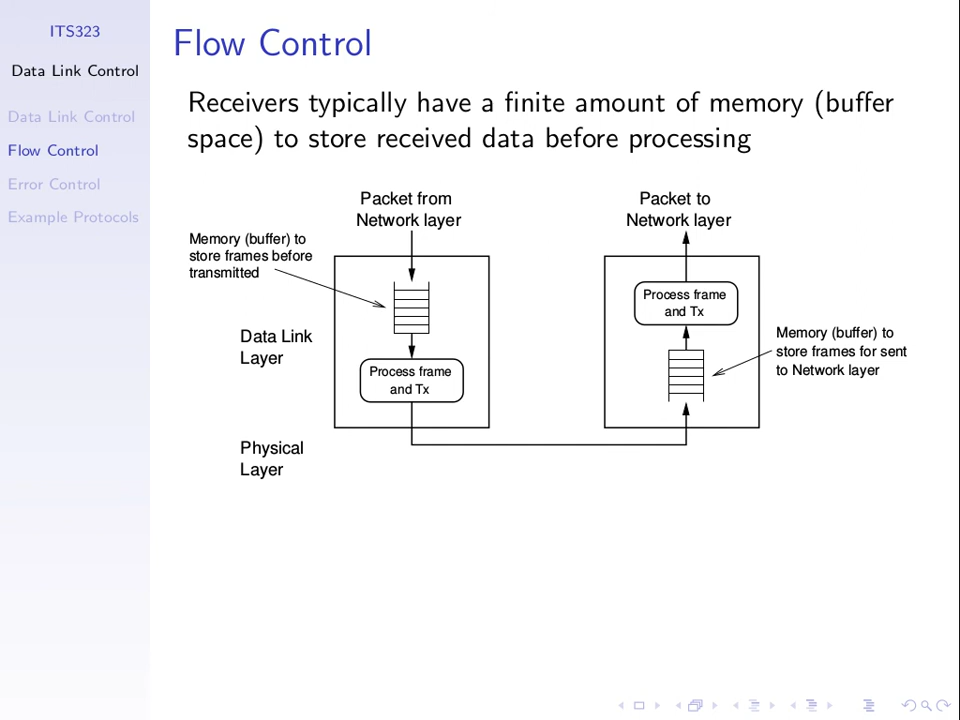 ITS323
Data Link Control
Data Link Control
Flow Control
Error Control
Example Protocols
Flow Control
Receivers typically have a finite amount of memory (buffer
space) to store received data before processing
Packet from
Network layer
Packet to
Network layer
Memory (buffer) to
store frames before
transmitted
Data Link
Layer
Process frame
and Tx
Physical
Layer
Process frame
and Tx
Memory (buffer) to
store frames for sent
to Network layer